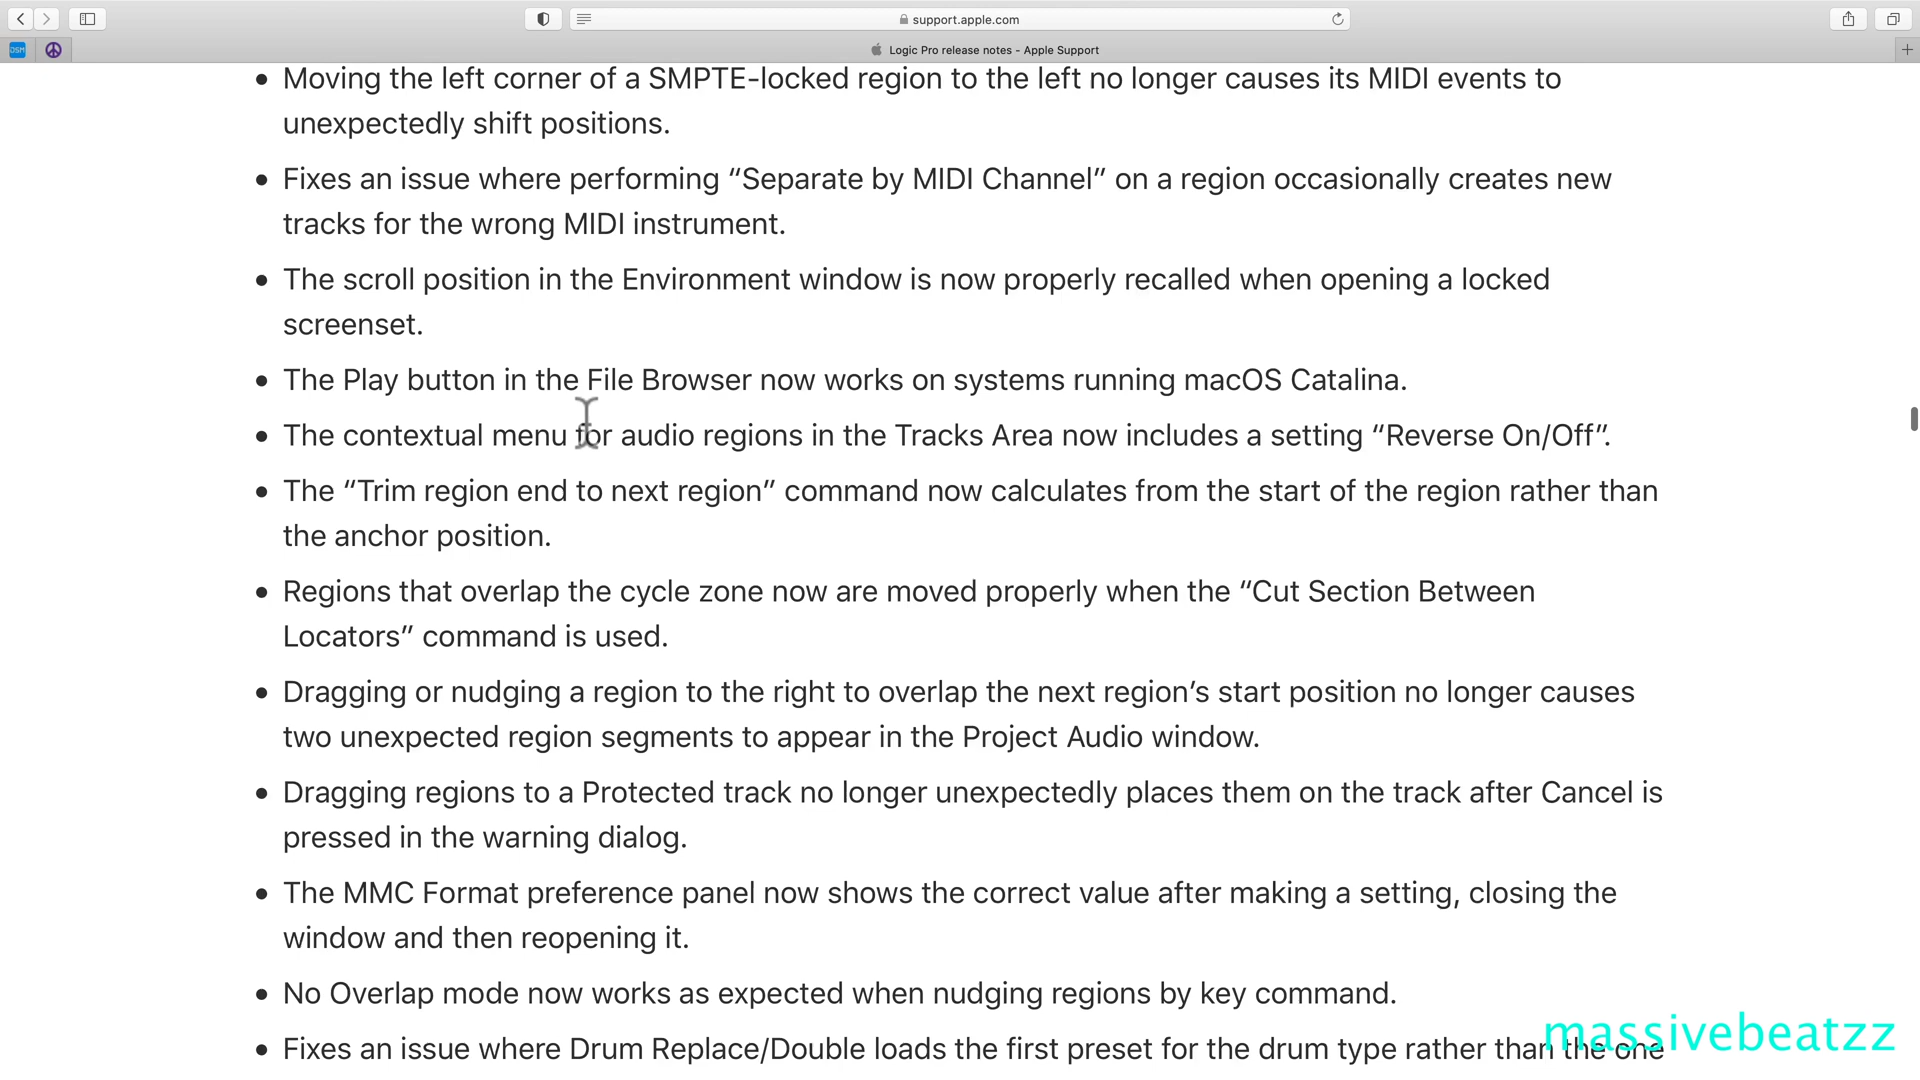 support.apple.com
DSM
Logic Pro release notes - Apple Support
• Moving the left corner of a SMPTE-locked region to the left no longer causes its MIDI events to
unexpectedly shift positions.
• Fixes an issue where performing “Separate by MIDI Channel” on a region occasionally creates new
tracks for the wrong MIDI instrument.
• The scroll position in the Environment window is now properly recalled when opening a locked
screenset.
• The Play button in the File Browser now works on systems running macOS Catalina.
• The contextual menu for audio regions in the Tracks Area now includes a setting “Reverse On/Off”.
• The “Trim region end to next region” command now calculates from the start of the region rather than
the anchor position.
• Regions that overlap the cycle zone now are moved properly when the “Cut Section Between
Locators” command is used.
• Dragging or nudging a region to the right to overlap the next region’s start position no longer causes
two unexpected region segments to appear in the Project Audio window.
• Dragging regions to a Protected track no longer unexpectedly places them on the track after Cancel is
pressed in the warning dialog.
• The MMC Format preference panel now shows the correct value after making a setting, closing the
window and then reopening it.
• No Overlap mode now works as expected when nudging regions by key command.
• Fixes an issue where Drum Replace/Double loads the first preset for the drum type rather than the one
massivebeatzz